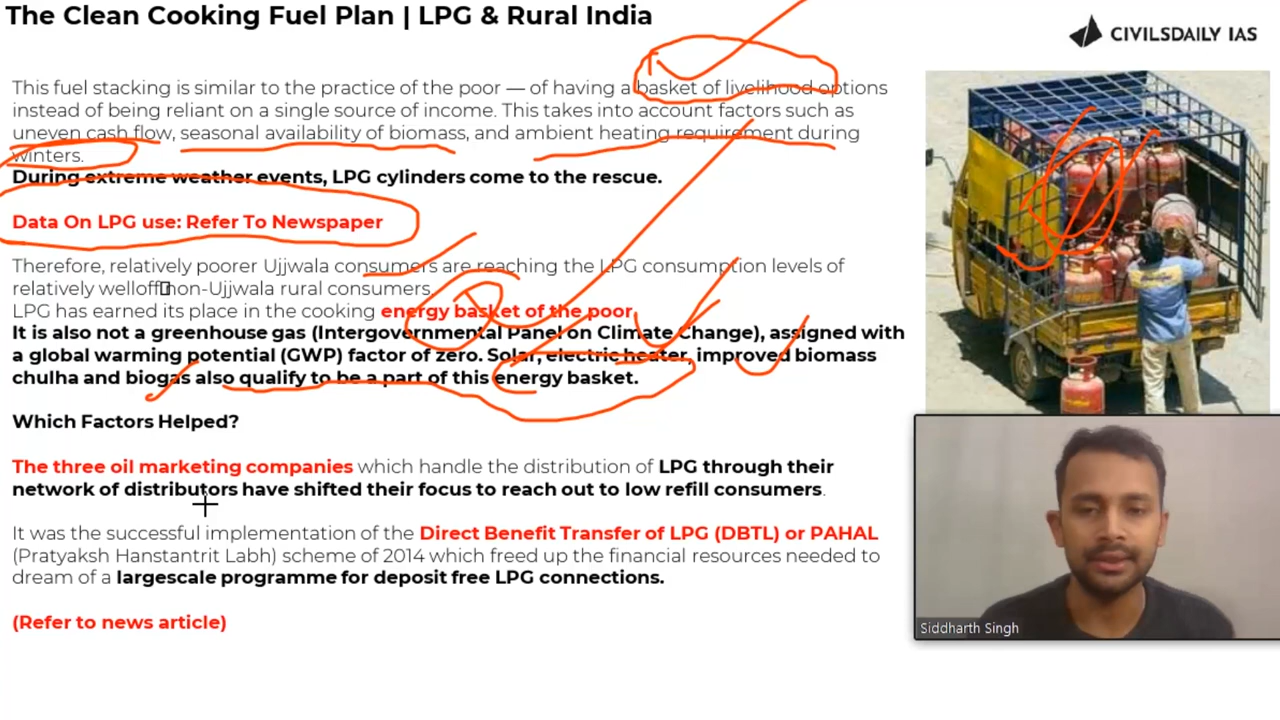 The Clean Cooking Fuel Plan | LPG & Rural India
CIVILSDAILY IAS
This fuel stacking is similar to the practice of the poor — of having a basket of livelihood options
instead of being reliant on a single source of income. This takes into account factors such as
uneven cash flow, seasonal availability of biomass, and ambient heating requirement during
winters.
During extreme weather events, LPG cylinders come to the rescue.
Data On LPG use: Refer To Newspaper
Therefore, relatively poorer Ujjwala consumers are reaching the LPG consumption levels of
relatively welloff non-Ujjwala rural consumers.
LPG has earned its place in the cooking energy basket of the poor.
It is also not a greenhouse gas (Intergovernmental Panel on Climate Change), assigned with
a global warming potential (GWP) factor of zero. Solar, electric heater, improved biomass
chulha and biogas also qualify to be a part of this energy basket.
Which Factors Helped?
The three oil marketing companies which handle the distribution of LPG through their
network of distributors have shifted their focus to reach out to low refill consumers.
It was the successful implementation of the Direct Benefit Transfer of LPG (DBTL) or PAHAL
(Pratyaksh Hanstantrit Labh) scheme of 2014 which freed up the financial resources needed to
dream of a largescale programme for deposit free LPG connections.
(Refer to news article)
Siddharth Singh